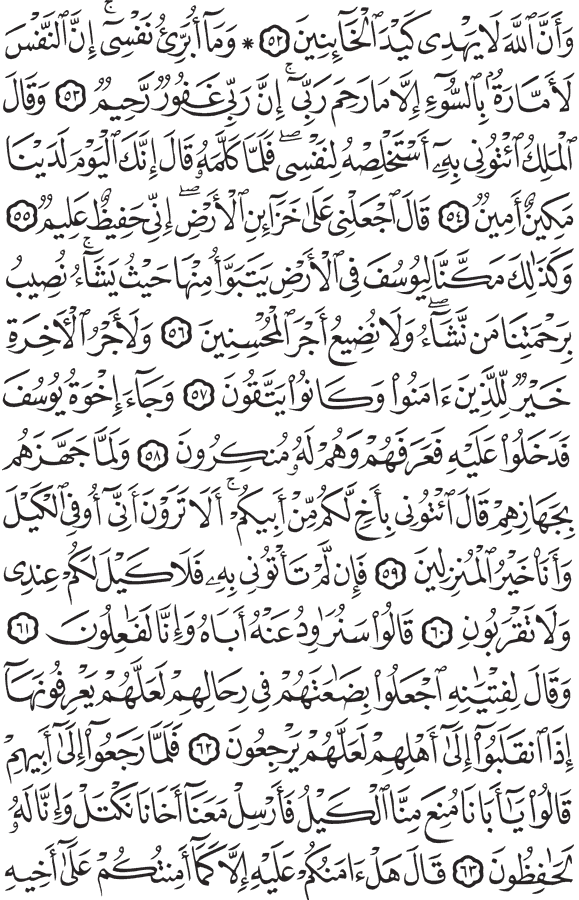 وَأَنَّ ٱللَّهَ لَا يَهْدِى كَيْدَ ٱلْخَآئِنِينَ ۝٥٢ * وَمَآ أُبَرِّئُ نَفْسِىٓ ۚ إِنَّ ٱلنَّفْسَ
لَأَمَّارَةٌۢ بِٱلسُّوٓءِ إِلَّا مَا رَحِمَ رَبِّىٓ ۚ إِنَّ رَبِّى غَفُورٌ رَّحِيمٌ ۝٥٣ وَقَالَ
ٱلْمَلِكُ ٱئْتُونِى بِهِۦٓ أَسْتَخْلِصْهُ لِنَفْسِى ۖ فَلَمَّا كَلَّمَهُۥ قَالَ إِنَّكَ ٱلْيَوْمَ لَدَيْنَا
مَكِينٌ أَمِينٌ ۝٥٤ قَالَ ٱجْعَلْنِى عَلَىٰ خَزَآئِنِ ٱلْأَرْضِ ۖ إِنِّى حَفِيظٌ عَلِيمٌ ۝٥٥
وَكَذَٰلِكَ مَكَّنَّا لِيُوسُفَ فِى ٱلْأَرْضِ يَتَبَوَّأُ مِنْهَا حَيْثُ يَشَآءُ ۚ نُصِيبُ
بِرَحْمَتِنَا مَن نَّشَآءُ ۖ وَلَا نُضِيعُ أَجْرَ ٱلْمُحْسِنِينَ ۝٥٦ وَلَأَجْرُ ٱلْـَٔاخِرَةِ
خَيْرٌ لِّلَّذِينَ ءَامَنُوا۟ وَكَانُوا۟ يَتَّقُونَ ۝٥٧ وَجَآءَ إِخْوَةُ يُوسُفَ
فَدَخَلُوا۟ عَلَيْهِ فَعَرَفَهُمْ وَهُمْ لَهُۥ مُنكِرُونَ ۝٥٨ وَلَمَّا جَهَّزَهُم
بِجَهَازِهِمْ قَالَ ٱئْتُونِى بِأَخٍ لَّكُم مِّنْ أَبِيكُمْ ۚ أَلَا تَرَوْنَ أَنِّىٓ أُوفِى ٱلْكَيْلَ
وَأَنَا۠ خَيْرُ ٱلْمُنزِلِينَ ۝٥٩ فَإِن لَّمْ تَأْتُونِى بِهِۦ فَلَا كَيْلَ لَكُمْ عِندِى
وَلَا تَقْرَبُونِ ۝٦٠ قَالُوا۟ سَنُرَٰوِدُ عَنْهُ أَبَاهُ وَإِنَّا لَفَـٰعِلُونَ ۝٦١
وَقَالَ لِفِتْيَـٰنِهِ ٱجْعَلُوا۟ بِضَـٰعَتَهُمْ فِى رِحَالِهِمْ لَعَلَّهُمْ يَعْرِفُونَهَآ
إِذَا ٱنقَلَبُوٓا۟ إِلَىٰٓ أَهْلِهِمْ لَعَلَّهُمْ يَرْجِعُونَ ۝٦٢ فَلَمَّا رَجَعُوٓا۟ إِلَىٰٓ أَبِيهِمْ
قَالُوا۟ يَـٰٓأَبَانَا مُنِعَ مِنَّا ٱلْكَيْلُ فَأَرْسِلْ مَعَنَآ أَخَانَا نَكْتَلْ وَإِنَّا لَهُۥ
لَحَـٰفِظُونَ ۝٦٣ قَالَ هَلْ ءَامَنُكُمْ عَلَيْهِ إِلَّا كَمَآ أَمِنتُكُمْ عَلَىٰٓ أَخِيهِ